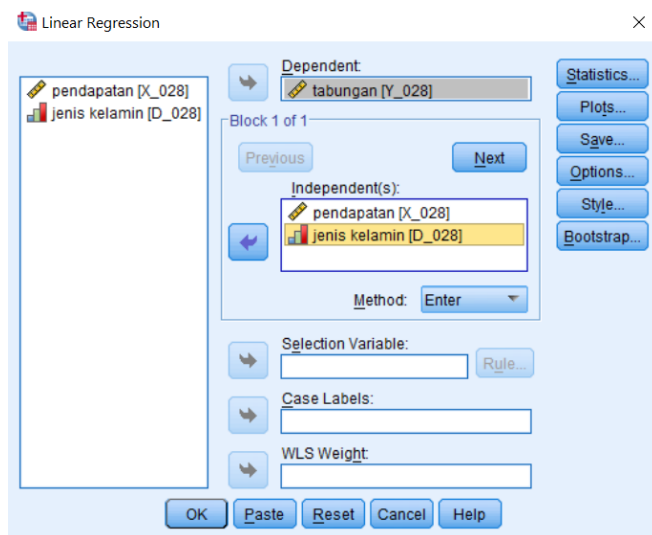 Linear Regression
pendapatan [X_028]
jenis kelamin [D_028]
Dependent:
tabungan [Y_028]
Block 1 of 1
Previous
Next
Independent(s):
pendapatan [X_028]
jenis kelamin [D_028]
Method:
Enter
Selection Variable:
Rule...
Case Labels:
WLS Weight:
Statistics...
Plots...
Save...
Options...
Style...
Bootstrap...
OK
Paste
Reset
Cancel
Help